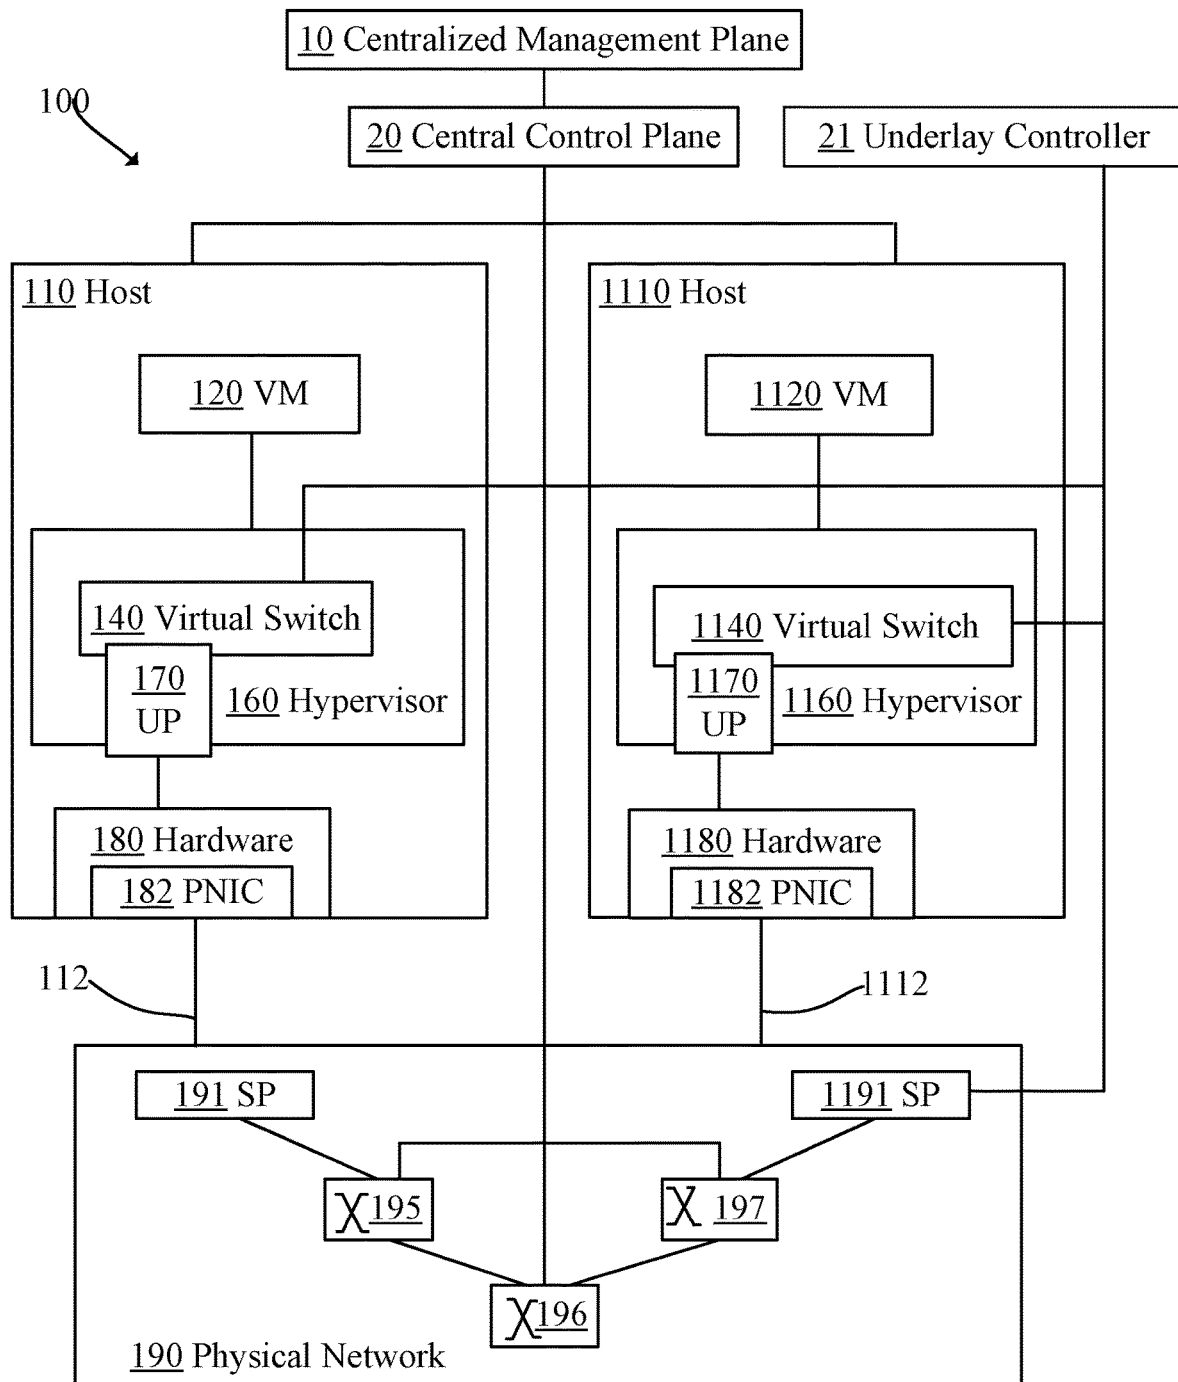 10 Centralized Management Plane
100
20 Central Control Plane
21 Underlay Controller
110 Host
1110 Host
120 VM
1120 VM
140 Virtual Switch
1140 Virtual Switch
170
UP
160 Hypervisor
1170
UP
1160 Hypervisor
180 Hardware
182 PNIC
1180 Hardware
1182 PNIC
112
1112
191 SP
1191 SP
195
197
196
190 Physical Network